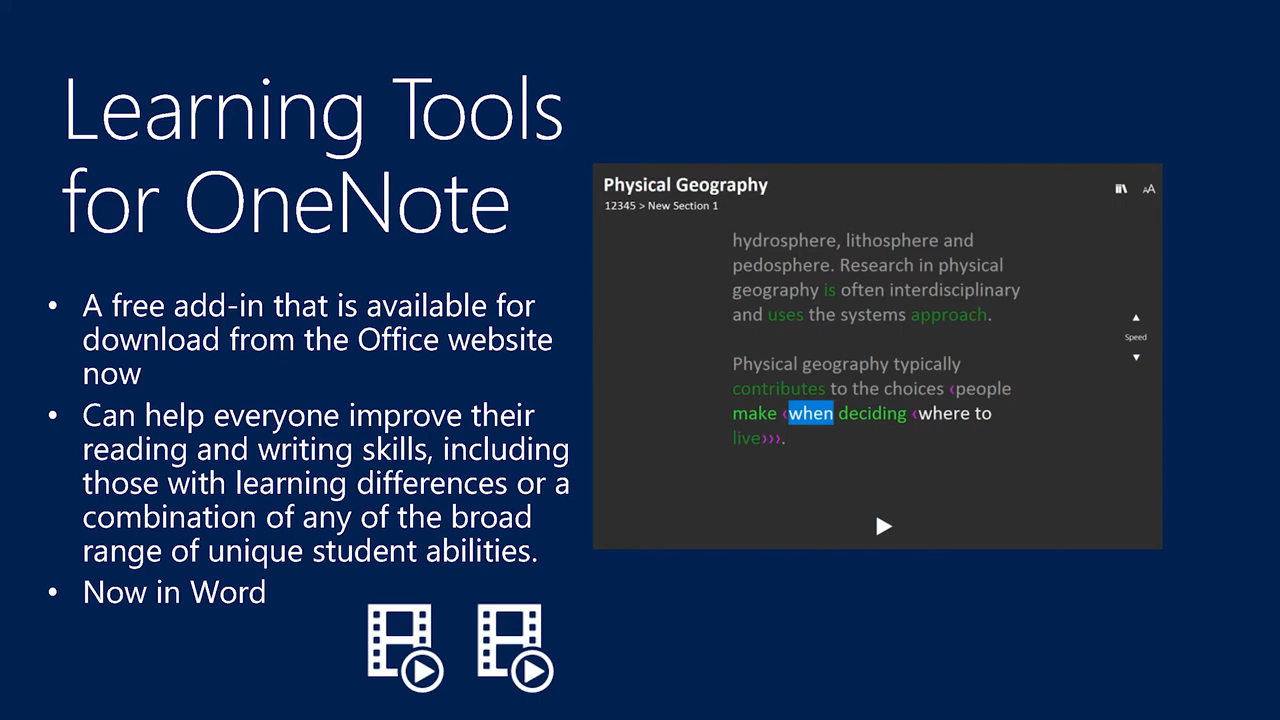 Learning Tools
for OneNote
• A free add-in that is available for
download from the Office website
now
• Can help everyone improve their
reading and writing skills, including
those with learning differences or a
combination of any of the broad
range of unique student abilities.
• Now in Word
Physical Geography
12345 > New Section 1
AA
hydrosphere, lithosphere and
pedosphere. Research in physical
geography is often interdisciplinary
and uses the systems approach.
Physical geography typically
contributes to the choices ‹people
make ‹when deciding ‹where to
live›››.
Speed